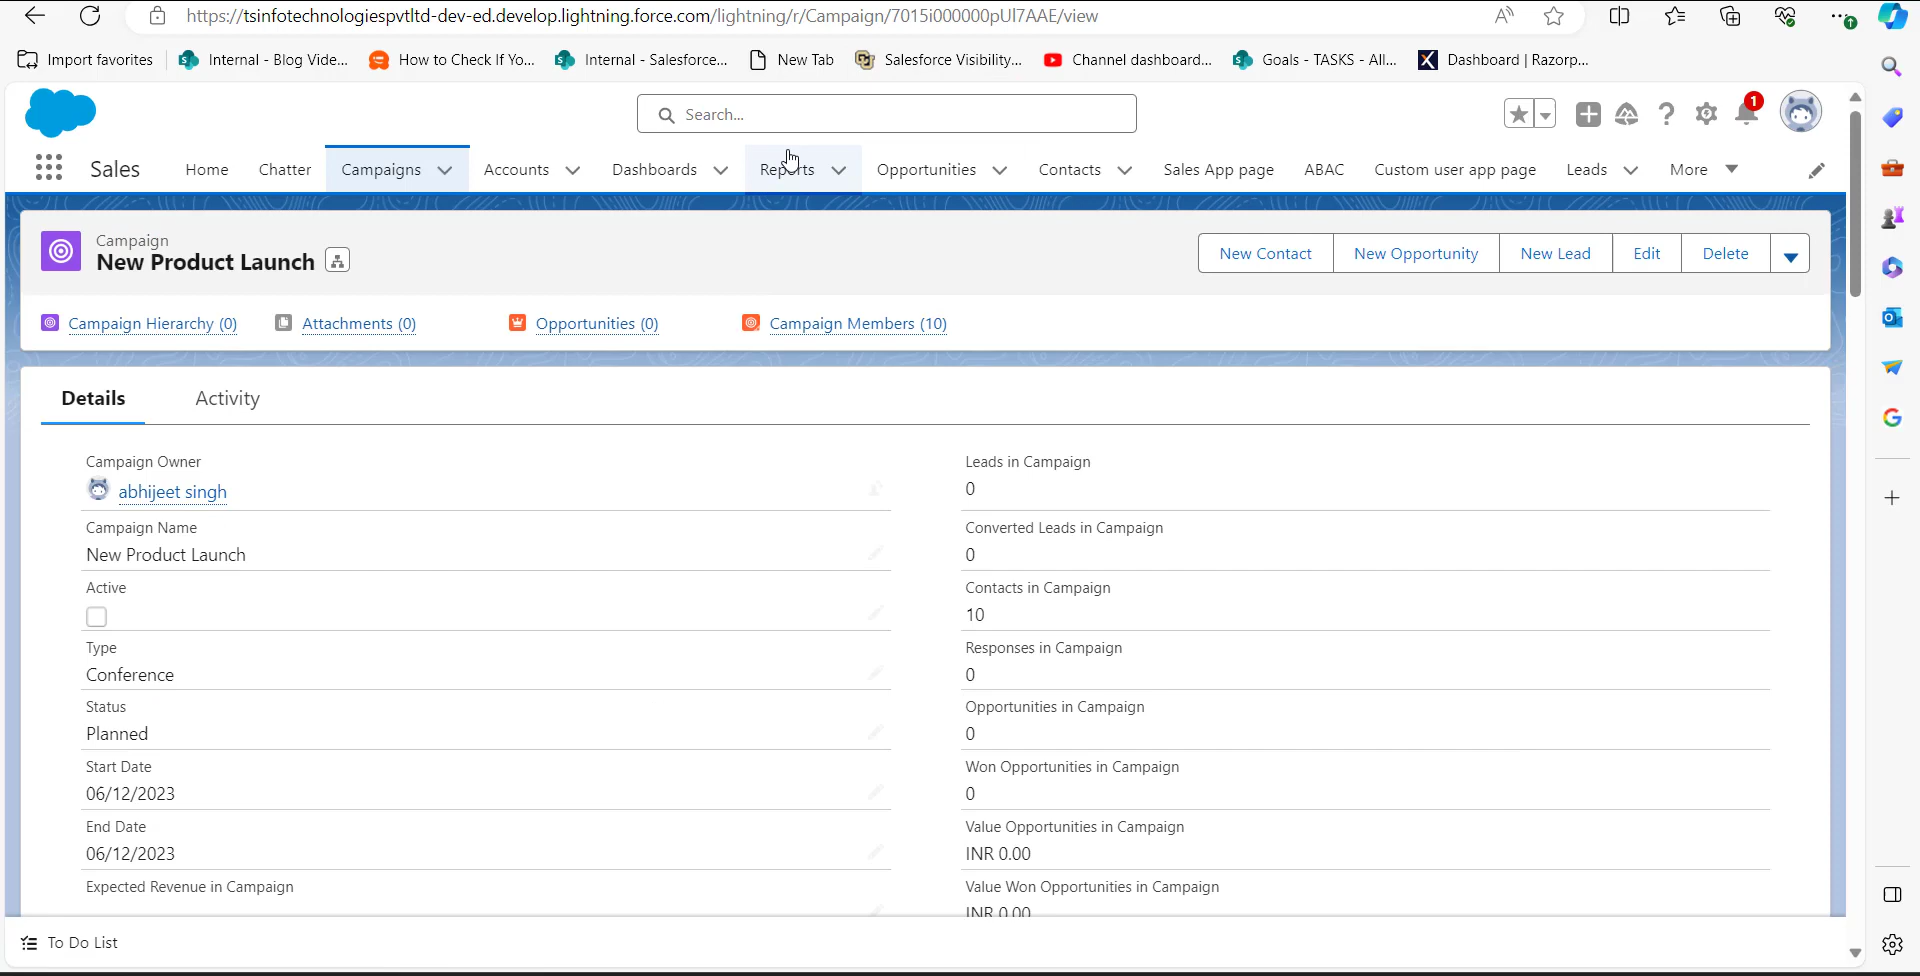 https://tsinfotechnologiespvtltd-dev-ed.develop.lightning.force.com/lightning/r/Campaign/7015i000000pUl7AAE/view
Import favorites Internal - Blog Vide... How to Check If Yo... Internal - Salesforce... New Tab Salesforce Visibility... Channel dashboard... Goals - TASKS - All... Dashboard | Razorp...
Search... 1
Sales Home Chatter Campaigns Accounts Dashboards Reports Opportunities Contacts Sales App page ABAC Custom user app page Leads More
Campaign
New Product Launch
New Contact New Opportunity New Lead Edit Delete
Campaign Hierarchy (0) Attachments (0) Opportunities (0) Campaign Members (10)
Details Activity
Campaign Owner Leads in Campaign
abhijeet singh 0
Campaign Name Converted Leads in Campaign
New Product Launch 0
Active Contacts in Campaign
10
Type Responses in Campaign
Conference 0
Status Opportunities in Campaign
Planned 0
Start Date Won Opportunities in Campaign
06/12/2023 0
End Date Value Opportunities in Campaign
06/12/2023 INR 0.00
Expected Revenue in Campaign Value Won Opportunities in Campaign
INR 0.00
To Do List